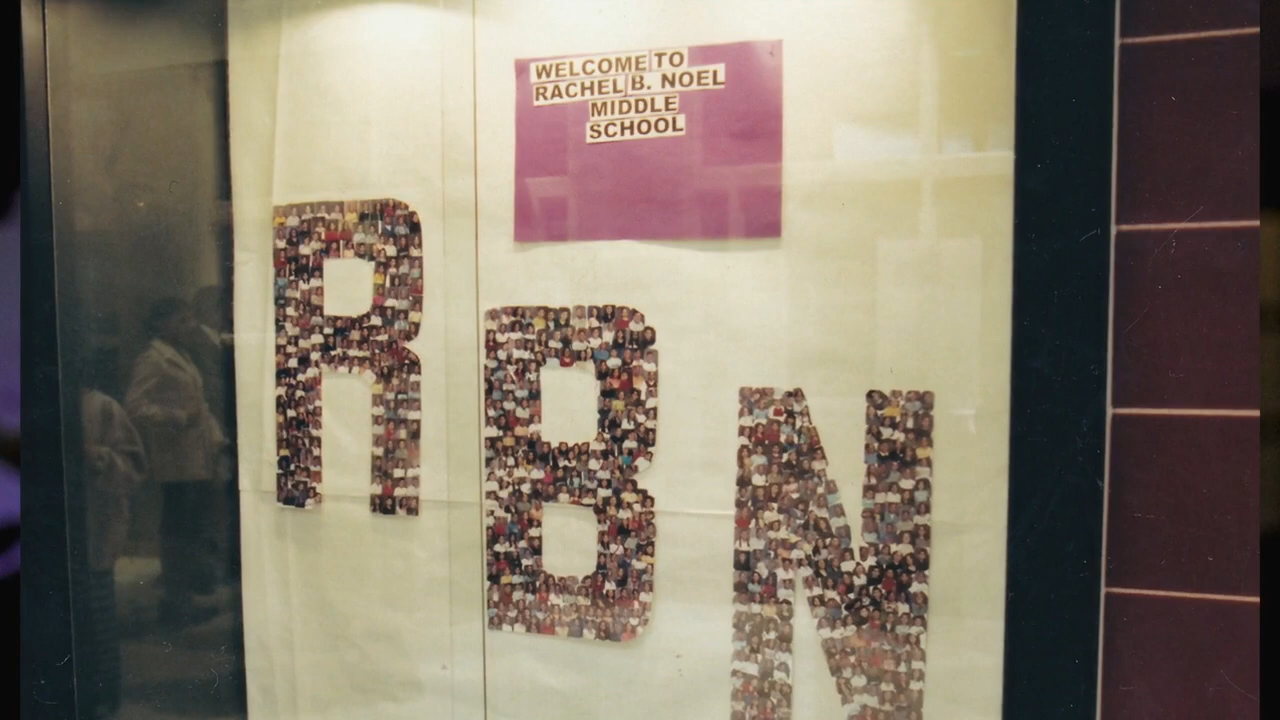 WELCOME TO
RACHEL B. NOEL
MIDDLE
SCHOOL
RBN